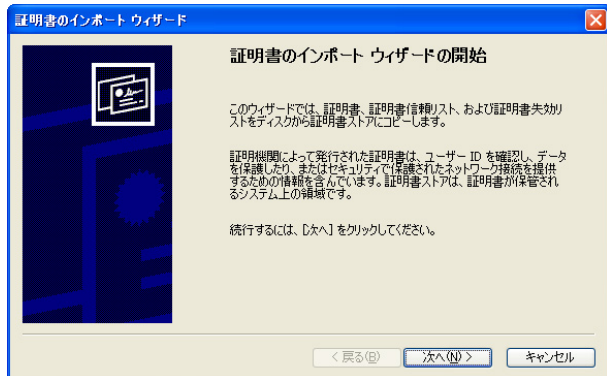 証明書のインポート ウィザード
証明書のインポート ウィザードの開始
このウィザードでは、証明書、証明書信頼リスト、および証明書失効リ
ストをディスクから証明書ストアにコピーします。
証明機関によって発行された証明書は、ユーザー ID を確認し、データ
を保護したり、またはセキュリティで保護されたネットワーク接続を提供
するための情報を含んでいます。証明書ストアは、証明書が保管され
るシステム上の領域です。
続行するには、[次へ] をクリックしてください。
< 戻る(B)
次へ(N) >
キャンセル